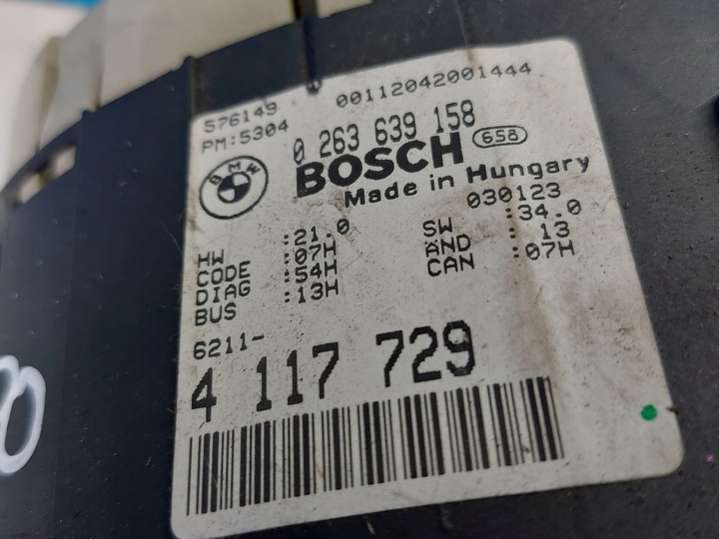 576149 00112042001444
PM:5304 0 263 639 158
BMW BOSCH 658
Made in Hungary
030123
HW :21.0 SW :34.0
CODE :07H ÄND : 13
DIAG :54H CAN :07H
BUS :13H
6211-
4 117 729